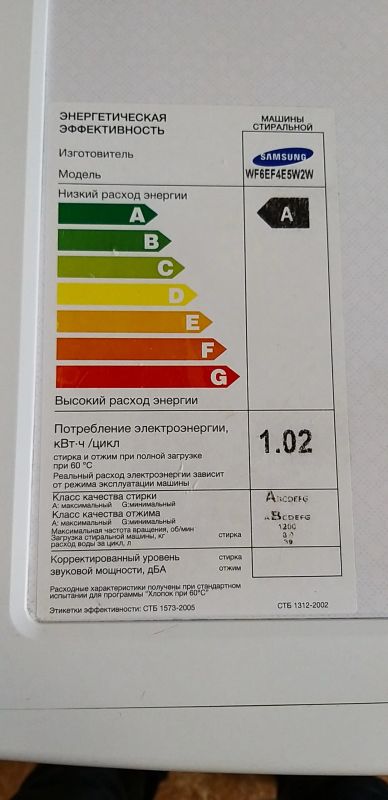 ЭНЕРГЕТИЧЕСКАЯ
ЭФФЕКТИВНОСТЬ
МАШИНЫ
СТИРАЛЬНОЙ
Изготовитель
SAMSUNG
Модель
WF6EF4E5W2W
Низкий расход энергии
A
A
B
C
D
E
F
G
Высокий расход энергии
Потребление электроэнергии,
кВт·ч /цикл
1.02
стирка и отжим при полной загрузке
при 60 °C
Реальный расход электроэнергии зависит
от режима эксплуатации машины
Класс качества стирки
A: максимальный G:минимальный
ABCDEFG
Класс качества отжима
A: максимальный G:минимальный
ABCDEFG
Максимальная частота вращения, об/мин
1200
Загрузка стиральной машины, кг стирка
расход воды за цикл, л
Корректированный уровень стирка
звуковой мощности, дБА отжим
Расходные характеристики получены при стандартном
испытании для программы "Хлопок при 60°C"
Этикетки эффективности: СТБ 1573-2005 СТБ 1312-2002